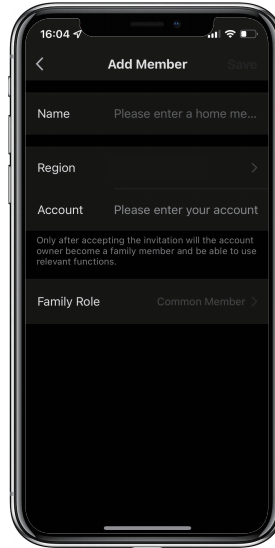 16:04
Add Member
Save
Name Please enter a home me...
Region
Account Please enter your account
Only after accepting the invitation will the account
owner become a family member and be able to use
relevant functions.
Family Role Common Member